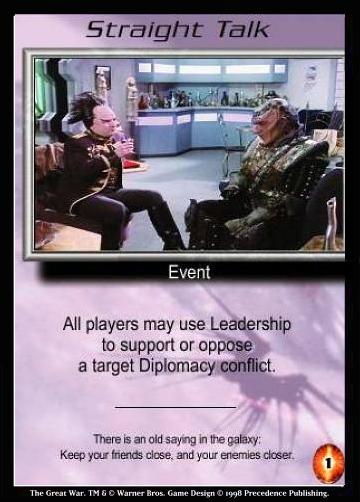 Straight Talk
Event
All players may use Leadership
to support or oppose
a target Diplomacy conflict.
There is an old saying in the galaxy:
Keep your friends close, and your enemies closer.
1
The Great War. TM & © Warner Bros. Game Design © 1998 Precedence Publishing.